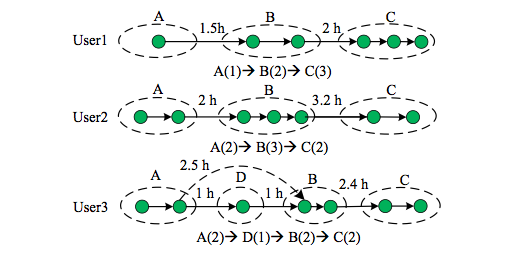 A B C
1.5h 2 h
User1
A(1)→ B(2)→ C(3)
A B C
2 h 3.2 h
User2
A(2)→ B(3)→ C(2)
2.5 h
A D B C
1 h 1 h 2.4 h
User3
A(2)→ D(1)→ B(2)→ C(2)